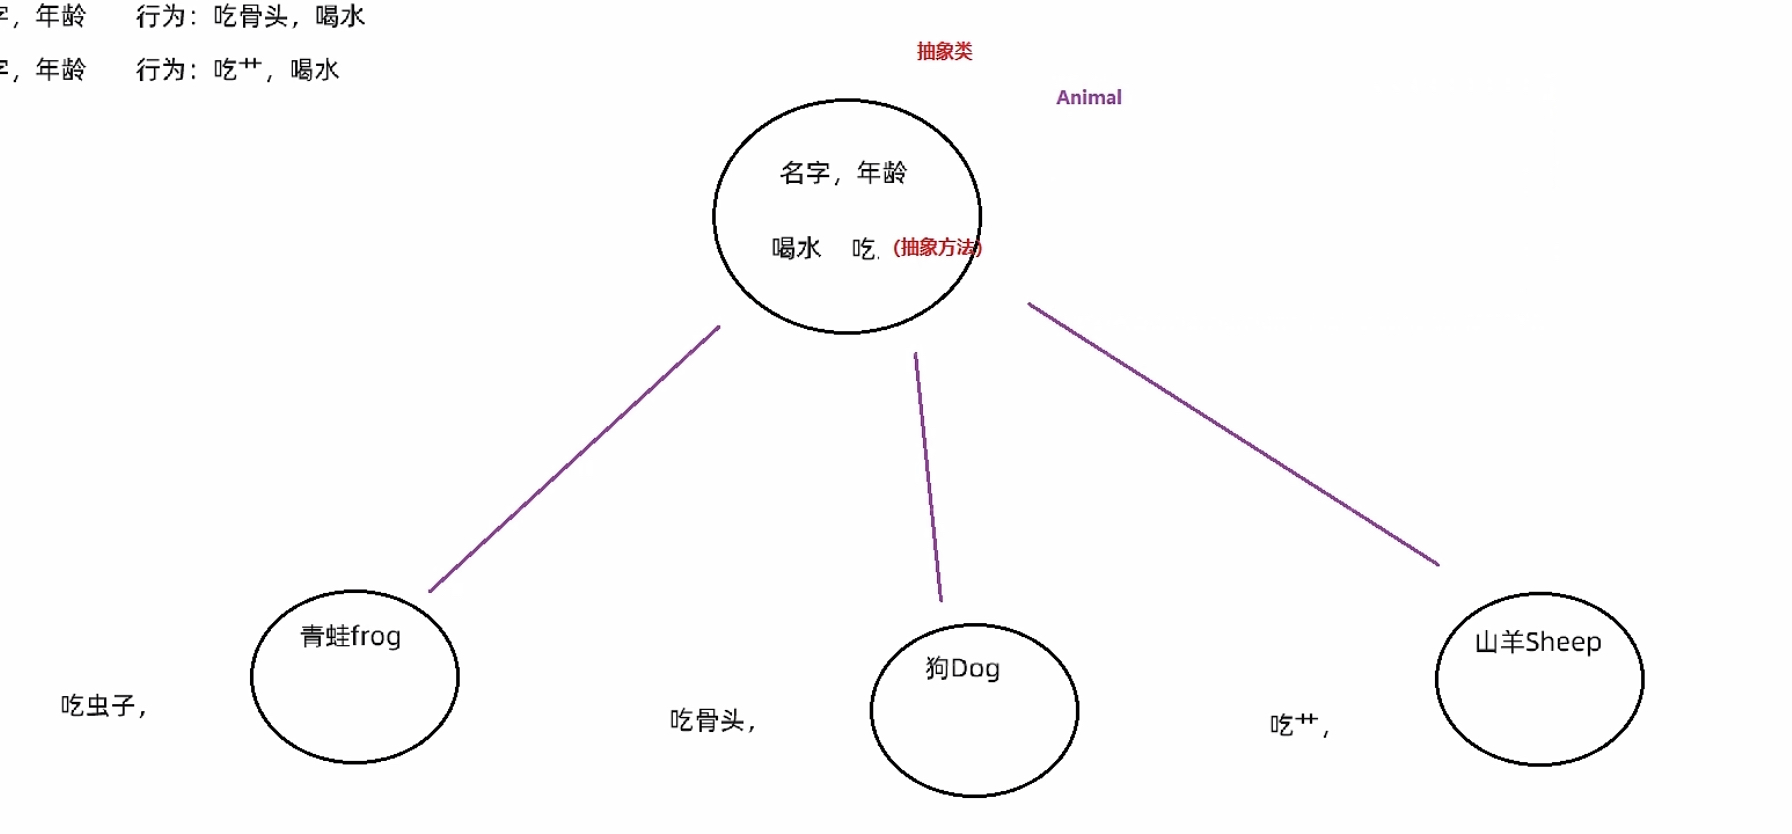 ，年龄 行为：吃骨头，喝水
，年龄 行为：吃艹，喝水
抽象类
Animal
名字，年龄
喝水 吃. (抽象方法)
青蛙frog
狗Dog
山羊Sheep
吃虫子，
吃骨头，
吃艹，